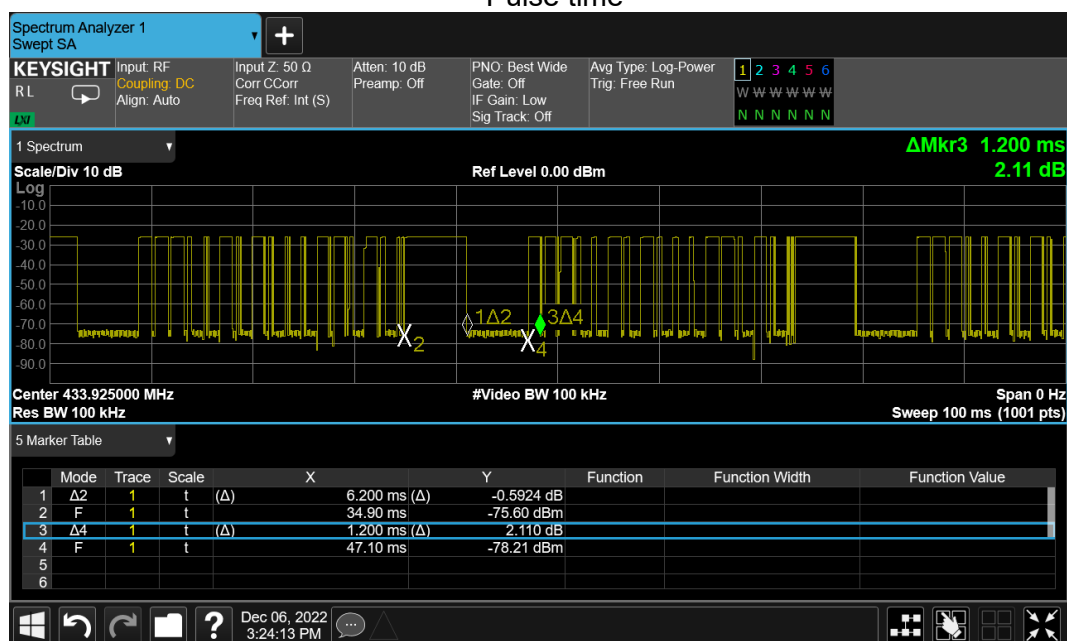 Pulse time
Spectrum Analyzer 1
Swept SA
KEYSIGHT
RL
LXI
Input: RF
Coupling: DC
Align: Auto
Input Z: 50 Ω
Corr CCorr
Freq Ref: Int (S)
Atten: 10 dB
Preamp: Off
PNO: Best Wide
Gate: Off
IF Gain: Low
Sig Track: Off
Avg Type: Log-Power
Trig: Free Run
1 2 3 4 5 6
W W W W W W
N N N N N N
1 Spectrum
ΔMkr3 1.200 ms
2.11 dB
Scale/Div 10 dB
Ref Level 0.00 dBm
Log
-10.0
-20.0
-30.0
-40.0
-50.0
-60.0
-70.0
-80.0
-90.0
1Δ2
3Δ4
X2
X4
Center 433.925000 MHz
#Video BW 100 kHz
Span 0 Hz
Res BW 100 kHz
Sweep 100 ms (1001 pts)
5 Marker Table
Mode Trace Scale X Y Function Function Width Function Value
1 Δ2 1 t (Δ) 6.200 ms (Δ) -0.5924 dB
2 F 1 t 34.90 ms -75.60 dBm
3 Δ4 1 t (Δ) 1.200 ms (Δ) 2.110 dB
4 F 1 t 47.10 ms -78.21 dBm
5
6
?
Dec 06, 2022
3:24:13 PM